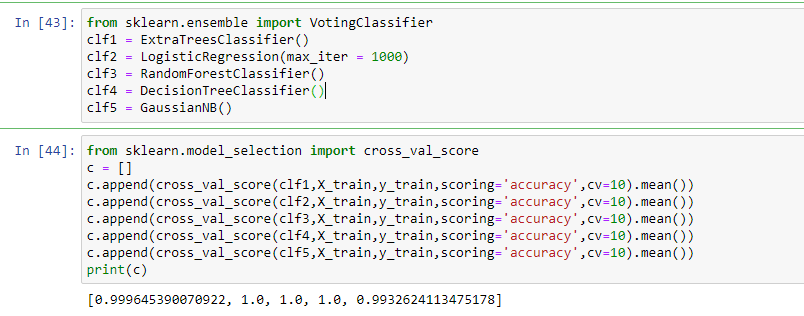 In [43]: from sklearn.ensemble import VotingClassifier
clf1 = ExtraTreesClassifier()
clf2 = LogisticRegression(max_iter = 1000)
clf3 = RandomForestClassifier()
clf4 = DecisionTreeClassifier()
clf5 = GaussianNB()
In [44]: from sklearn.model_selection import cross_val_score
c = []
c.append(cross_val_score(clf1,X_train,y_train,scoring='accuracy',cv=10).mean())
c.append(cross_val_score(clf2,X_train,y_train,scoring='accuracy',cv=10).mean())
c.append(cross_val_score(clf3,X_train,y_train,scoring='accuracy',cv=10).mean())
c.append(cross_val_score(clf4,X_train,y_train,scoring='accuracy',cv=10).mean())
c.append(cross_val_score(clf5,X_train,y_train,scoring='accuracy',cv=10).mean())
print(c)
[0.999645390070922, 1.0, 1.0, 1.0, 0.9932624113475178]